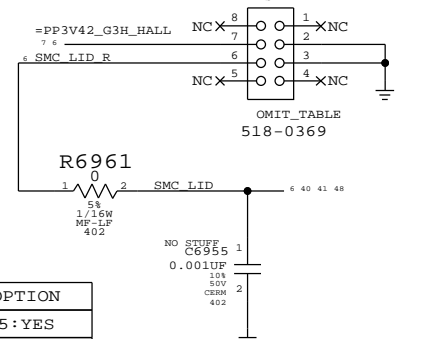 NC 8 1 NC
=PP3V42_G3H_HALL
7 6 7 2
6 SMC_LID_R 6 3
NC 5 4 NC
OMIT_TABLE
518-0369
R6961
0
1 2 SMC_LID 6 40 41 48
5%
1/16W
MF-LF
402
NO STUFF
C6955 1
0.001UF
10%
50V
CERM 2
402
OPTION
5:YES